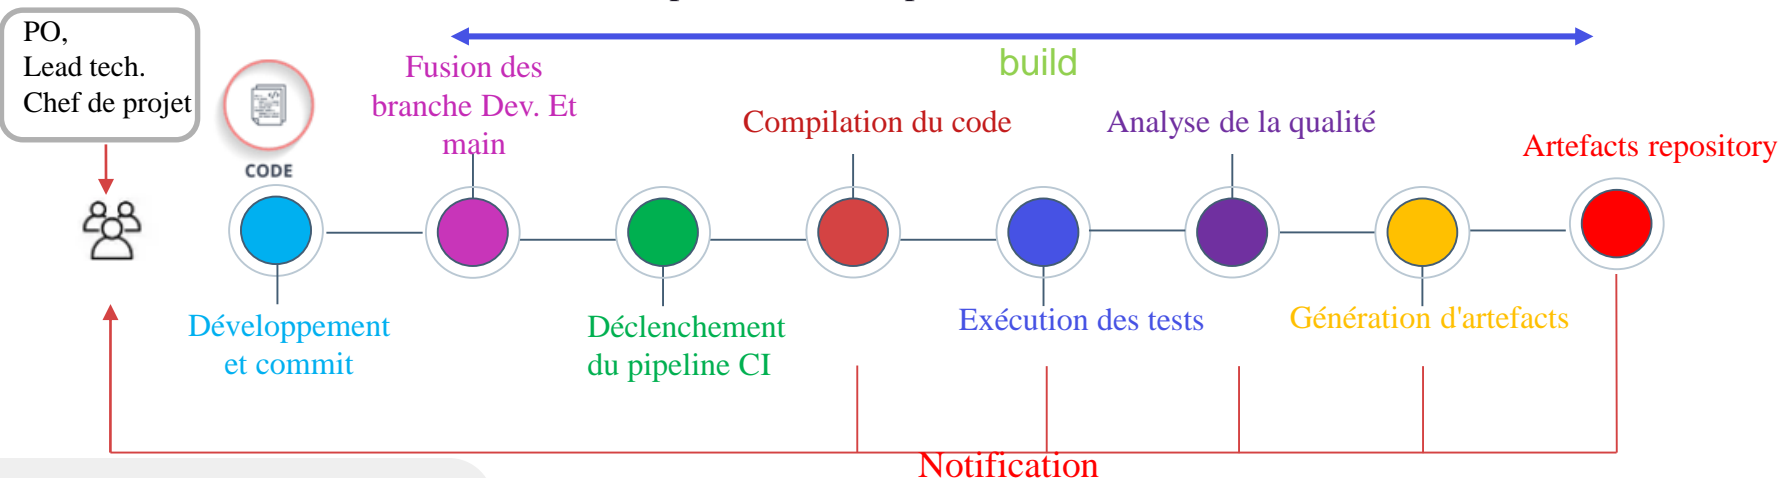 PO,
Lead tech.
Chef de projet
build
Fusion des
branche Dev. Et
main
CODE
Compilation du code
Analyse de la qualité
Artefacts repository
Développement
et commit
Déclenchement
du pipeline CI
Exécution des tests
Génération d'artefacts
Notification